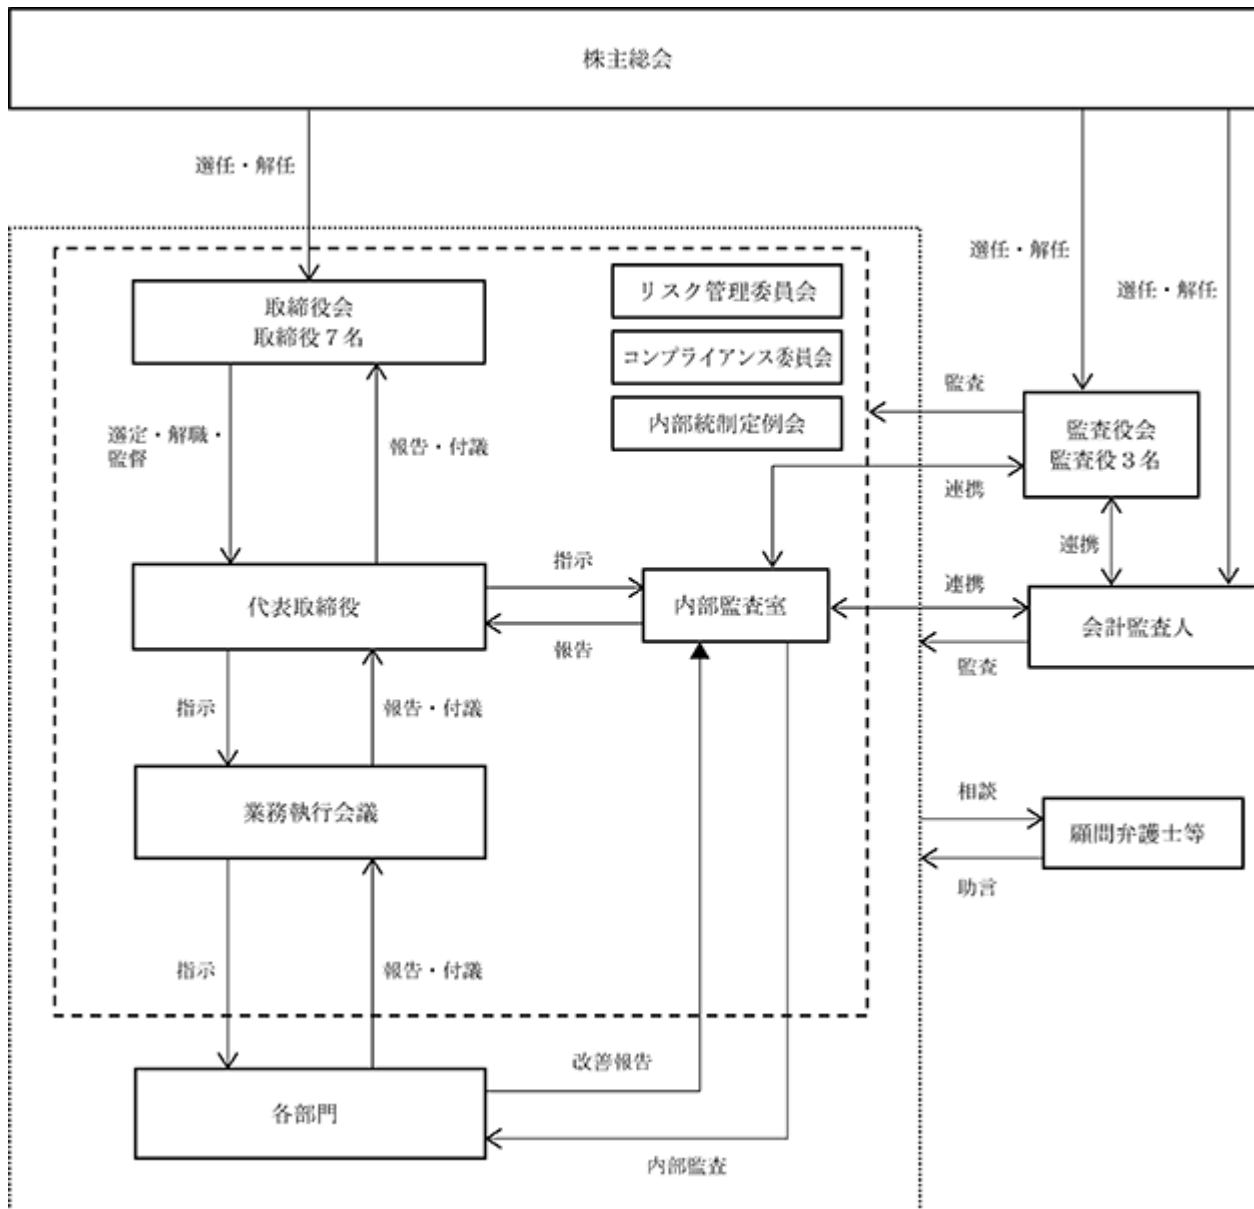 株主総会
選任・解任
選任・解任
選任・解任
取締役会
取締役7名
リスク管理委員会
コンプライアンス委員会
内部統制定例会
監査
監査役会
監査役3名
選定・解職・
監督
報告・付議
連携
連携
代表取締役
指示
報告
内部監査室
連携
監査
会計監査人
指示
報告・付議
業務執行会議
相談
助言
顧問弁護士等
指示
報告・付議
改善報告
各部門
内部監査